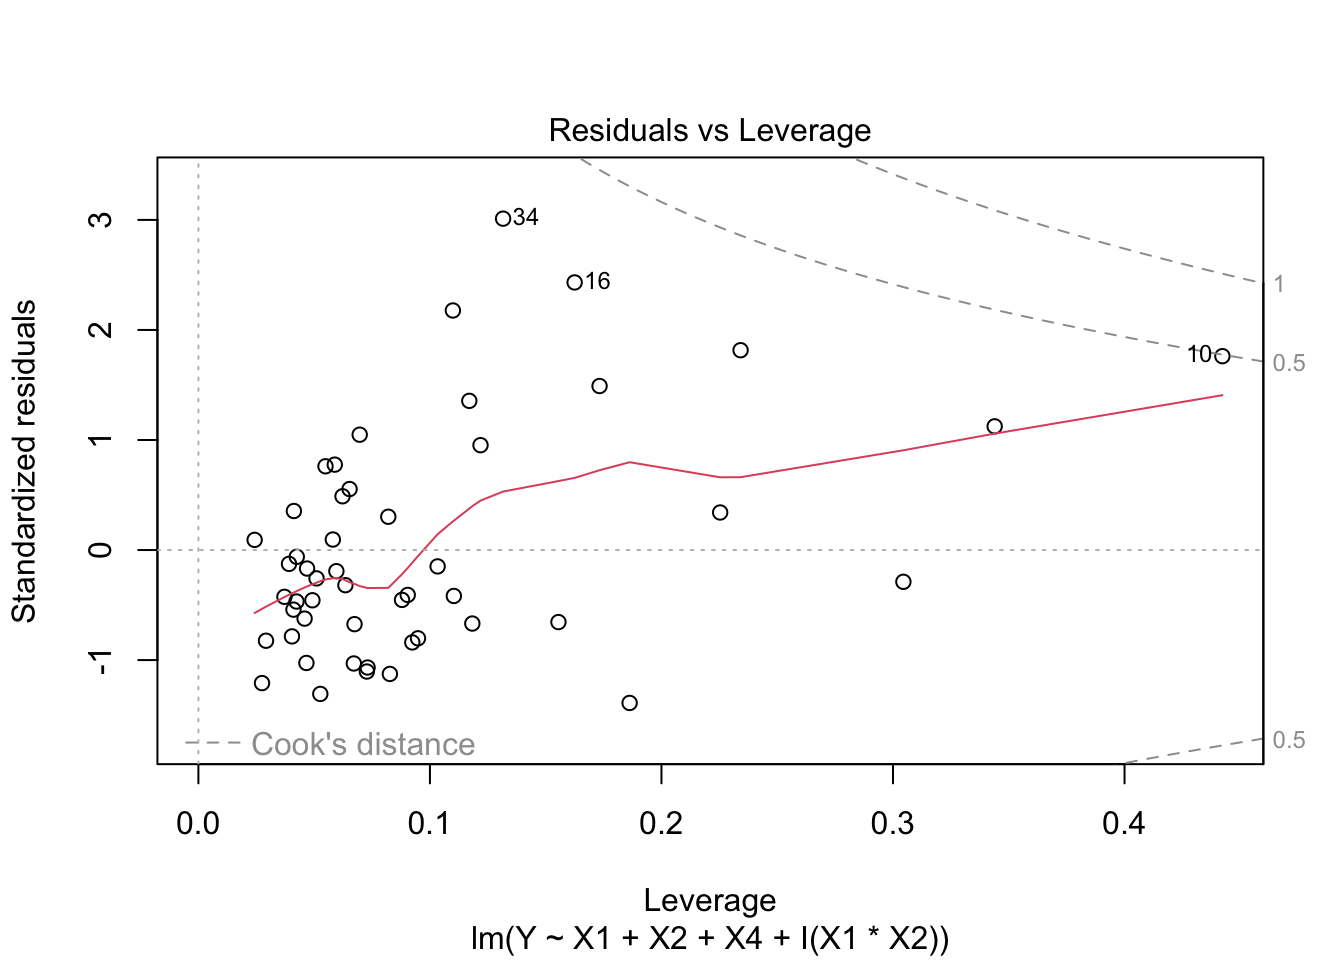 Residuals vs Leverage
Standardized residuals
3
2
1
0
-1
34
16
10
1
0.5
0.5
Cook's distance
0.0 0.1 0.2 0.3 0.4
Leverage
lm(Y ~ X1 + X2 + X4 + I(X1 * X2))